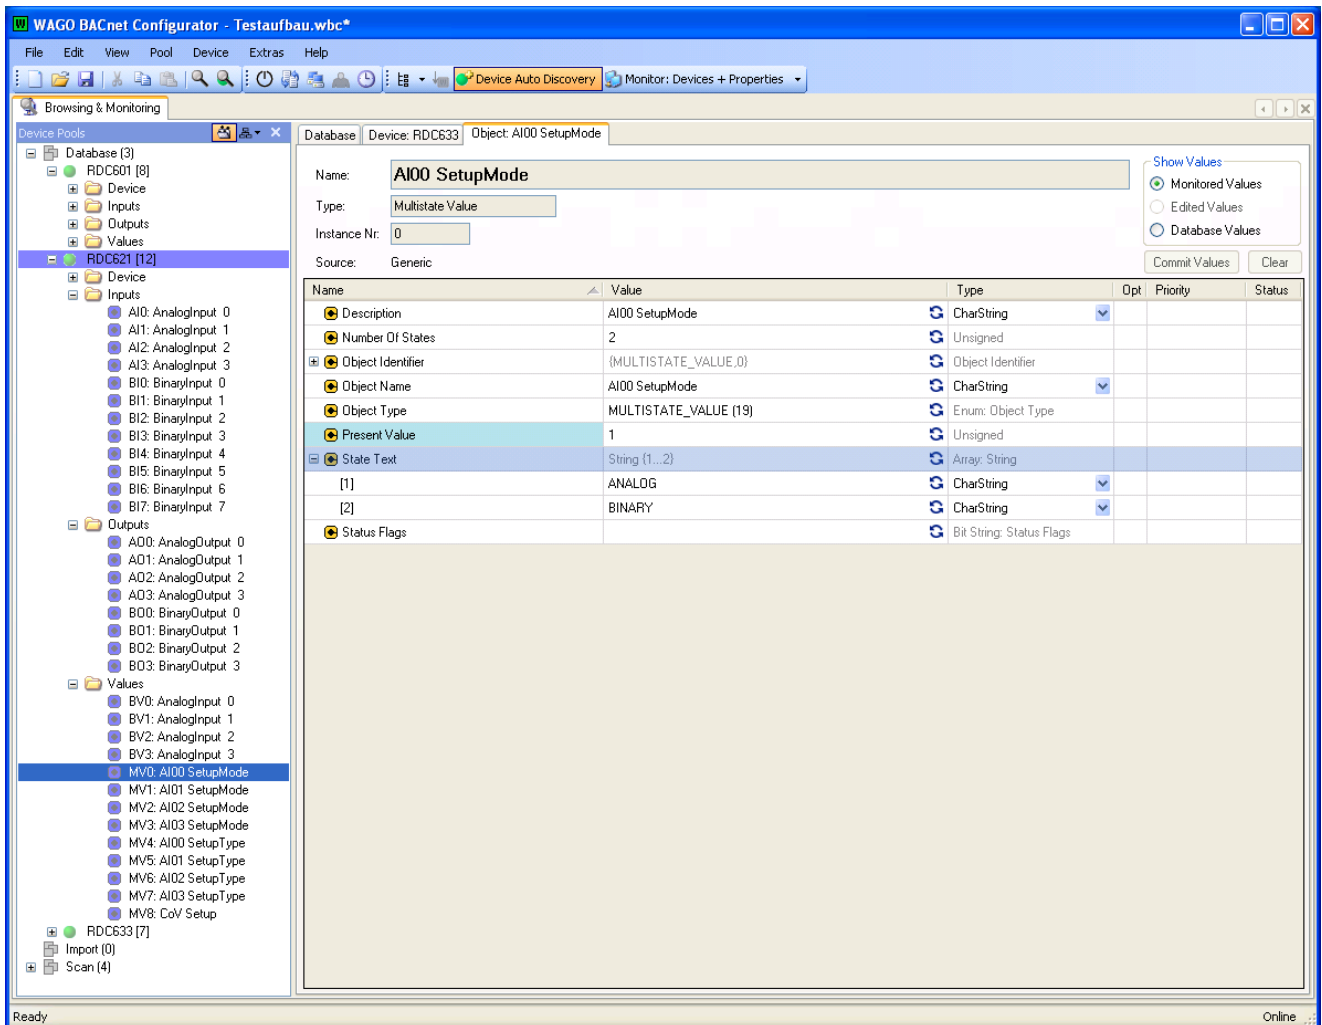 WAGO BACnet Configurator - Testaufbau.wbc*
File Edit View Pool Device Extras Help
Device Auto Discovery Monitor: Devices + Properties
Browsing & Monitoring
Device Pools
Database (3)
RDC601 [8]
Device
Inputs
Outputs
Values
RDC621 [12]
Device
Inputs
AI0: AnalogInput 0
AI1: AnalogInput 1
AI2: AnalogInput 2
AI3: AnalogInput 3
BI0: BinaryInput 0
BI1: BinaryInput 1
BI2: BinaryInput 2
BI3: BinaryInput 3
BI4: BinaryInput 4
BI5: BinaryInput 5
BI6: BinaryInput 6
BI7: BinaryInput 7
Outputs
AO0: AnalogOutput 0
AO1: AnalogOutput 1
AO2: AnalogOutput 2
AO3: AnalogOutput 3
BO0: BinaryOutput 0
BO1: BinaryOutput 1
BO2: BinaryOutput 2
BO3: BinaryOutput 3
Values
BV0: AnalogInput 0
BV1: AnalogInput 1
BV2: AnalogInput 2
BV3: AnalogInput 3
MV0: AI00 SetupMode
MV1: AI01 SetupMode
MV2: AI02 SetupMode
MV3: AI03 SetupMode
MV4: AI00 SetupType
MV5: AI01 SetupType
MV6: AI02 SetupType
MV7: AI03 SetupType
MV8: CoV Setup
RDC633 [7]
Import (0)
Scan (4)
Database Device: RDC633 Object: AI00 SetupMode
Name: AI00 SetupMode
Type: Multistate Value
Instance Nr: 0
Source: Generic
Show Values
Monitored Values
Edited Values
Database Values
Commit Values Clear
Name Value Type Opt Priority Status
Description AI00 SetupMode CharString
Number Of States 2 Unsigned
Object Identifier {MULTISTATE_VALUE,0} Object Identifier
Object Name AI00 SetupMode CharString
Object Type MULTISTATE_VALUE (19) Enum: Object Type
Present Value 1 Unsigned
State Text String {1...2} Array: String
[1] ANALOG CharString
[2] BINARY CharString
Status Flags Bit String: Status Flags
Ready Online